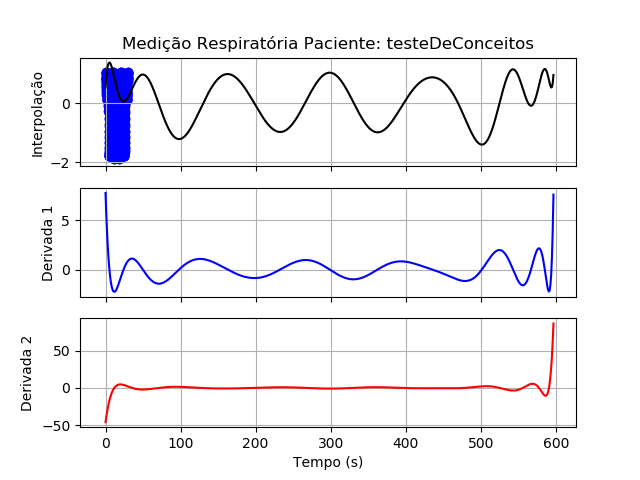 Medição Respiratória Paciente: testeDeConceitos
Interpolação
0
−2
Derivada 1
5
0
Derivada 2
50
0
−50
0 100 200 300 400 500 600
Tempo (s)